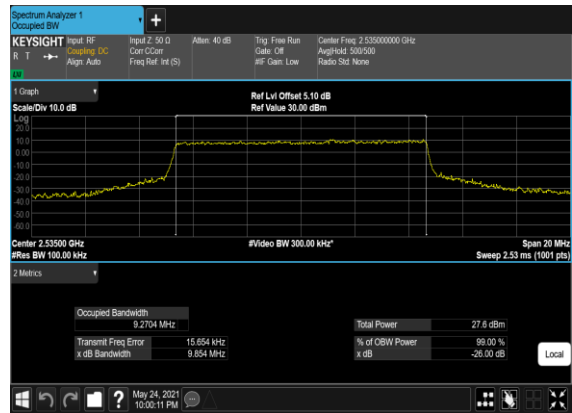 Spectrum Analyzer 1
Occupied BW
KEYSIGHT Input: RF Input Z: 50 Ω Atten: 40 dB Trig: Free Run Center Freq: 2.535000000 GHz
R T Coupling: DC Corr CCorr Gate: Off Avg|Hold: 500/500
Align: Auto Freq Ref: Int (S) #IF Gain: Low Radio Std: None
LXI
1 Graph
Ref Lvl Offset 5.10 dB
Scale/Div 10.0 dB Ref Value 30.00 dBm
Log
20.0
10.0
0.00
-10.0
-20.0
-30.0
-40.0
-50.0
-60.0
Center 2.53500 GHz #Video BW 300.00 kHz* Span 20 MHz
#Res BW 100.00 kHz Sweep 2.53 ms (1001 pts)
2 Metrics
Occupied Bandwidth
9.2704 MHz Total Power 27.6 dBm
Transmit Freq Error 15.654 kHz % of OBW Power 99.00 %
x dB Bandwidth 9.854 MHz x dB -26.00 dB
Local
? May 24, 2021
10:00:11 PM